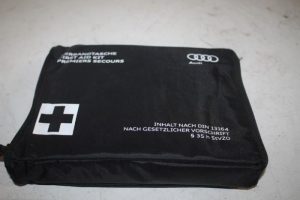 VERBANDTASCHE
FIRST AID KIT
PREMIERS SECOURS
Audi
INHALT NACH DIN 13164
NACH GESETZLICHER VORSCHRIFT
§ 35 h StVZO